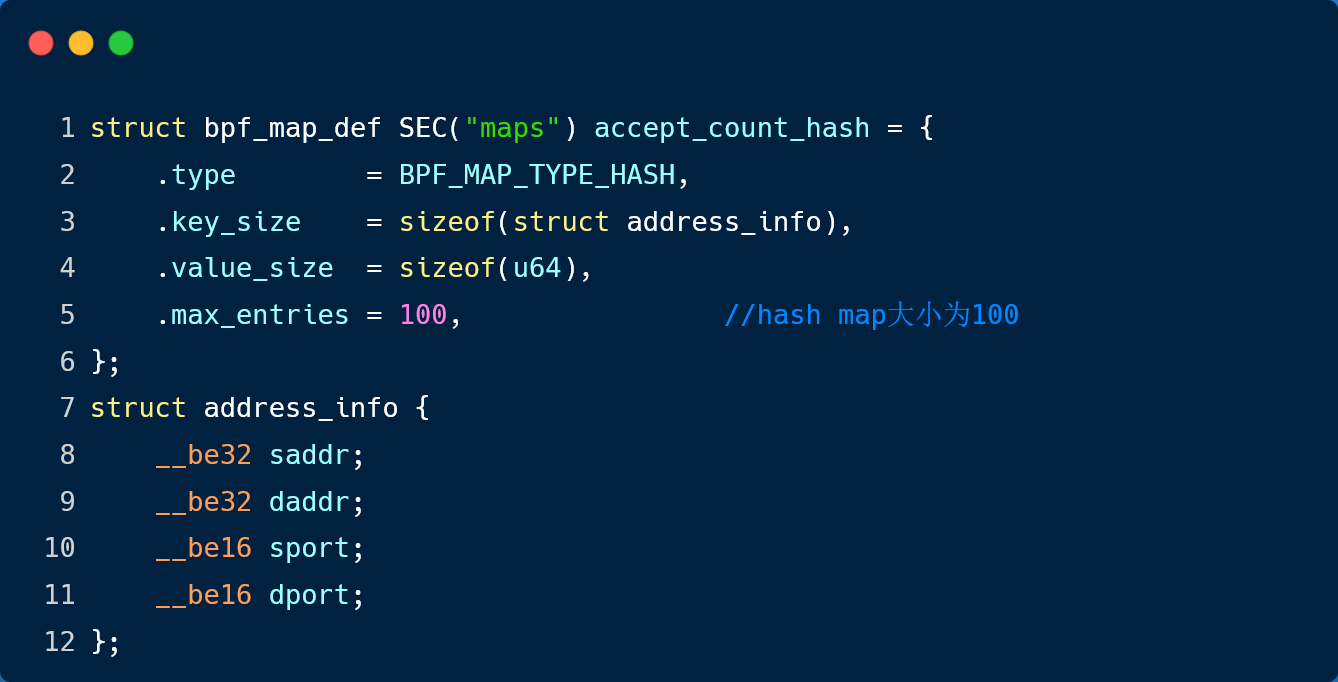 1 struct bpf_map_def SEC("maps") accept_count_hash = {
2     .type        = BPF_MAP_TYPE_HASH,
3     .key_size    = sizeof(struct address_info),
4     .value_size  = sizeof(u64),
5     .max_entries = 100,                //hash map大小为100
6 };
7 struct address_info {
8     __be32 saddr;
9     __be32 daddr;
10     __be16 sport;
11     __be16 dport;
12 };